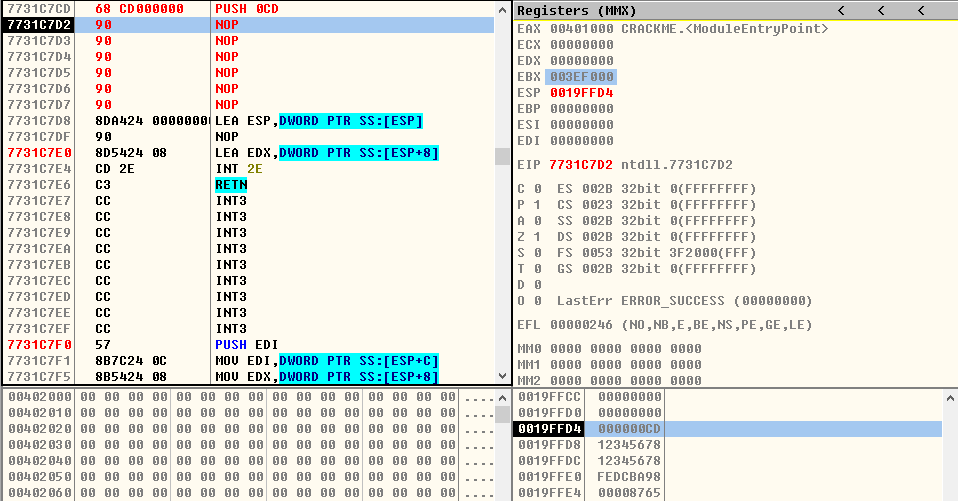 7731C7CD 68 CD000000 PUSH 0CD
7731C7D2 90 NOP
7731C7D3 90 NOP
7731C7D4 90 NOP
7731C7D5 90 NOP
7731C7D6 90 NOP
7731C7D7 90 NOP
7731C7D8 8DA424 00000000 LEA ESP,DWORD PTR SS:[ESP]
7731C7DF 90 NOP
7731C7E0 8D5424 08 LEA EDX,DWORD PTR SS:[ESP+8]
7731C7E4 CD 2E INT 2E
7731C7E6 C3 RETN
7731C7E7 CC INT3
7731C7E8 CC INT3
7731C7E9 CC INT3
7731C7EA CC INT3
7731C7EB CC INT3
7731C7EC CC INT3
7731C7ED CC INT3
7731C7EE CC INT3
7731C7EF CC INT3
7731C7F0 57 PUSH EDI
7731C7F1 8B7C24 0C MOV EDI,DWORD PTR SS:[ESP+C]
7731C7F5 8B5424 08 MOV EDX,DWORD PTR SS:[ESP+8]
Registers (MMX) < < <
EAX 00401000 CRACKME.<ModuleEntryPoint>
ECX 00000000
EDX 00000000
EBX 003EF000
ESP 0019FFD4
EBP 00000000
ESI 00000000
EDI 00000000
EIP 7731C7D2 ntdll.7731C7D2
C 0 ES 002B 32bit 0(FFFFFFFF)
P 1 CS 0023 32bit 0(FFFFFFFF)
A 0 SS 002B 32bit 0(FFFFFFFF)
Z 1 DS 002B 32bit 0(FFFFFFFF)
S 0 FS 0053 32bit 3F2000(FFF)
T 0 GS 002B 32bit 0(FFFFFFFF)
D 0
O 0 LastErr ERROR_SUCCESS (00000000)
EFL 00000246 (NO,NB,E,BE,NS,PE,GE,LE)
MM0 0000 0000 0000 0000
MM1 0000 0000 0000 0000
MM2 0000 0000 0000 0000
00402000 00 00 00 00 00 00 00 00 00 00 00 00 00 00 00 00 ....
00402010 00 00 00 00 00 00 00 00 00 00 00 00 00 00 00 00 ....
00402020 00 00 00 00 00 00 00 00 00 00 00 00 00 00 00 00 ....
00402030 00 00 00 00 00 00 00 00 00 00 00 00 00 00 00 00 ....
00402040 00 00 00 00 00 00 00 00 00 00 00 00 00 00 00 00 ....
00402050 00 00 00 00 00 00 00 00 00 00 00 00 00 00 00 00 ....
00402060 00 00 00 00 00 00 00 00 00 00 00 00 00 00 00 00 ....
0019FFCC 00000000
0019FFD0 00000000
0019FFD4 000000CD
0019FFD8 12345678
0019FFDC 12345678
0019FFE0 FEDCBA98
0019FFE4 00008765